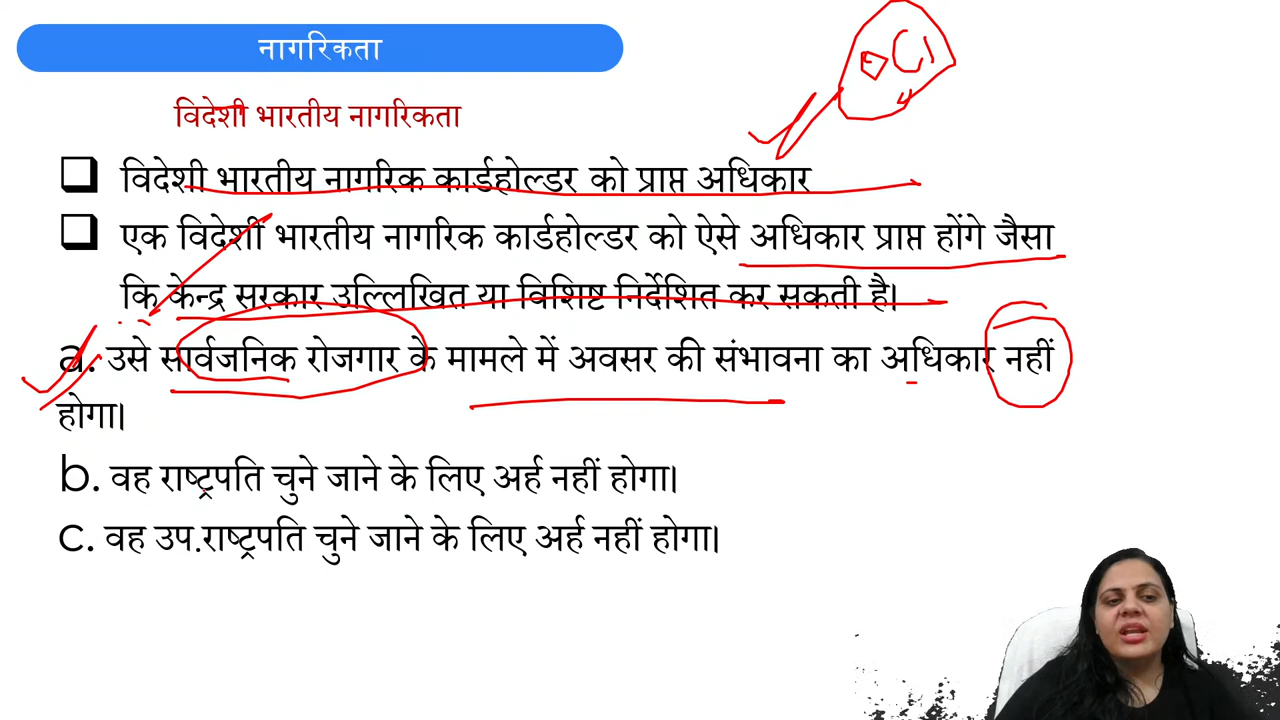 नागरिकता
विदेशी भारतीय नागरिकता
विदेशी भारतीय नागरिक कार्डहोल्डर को प्राप्त अधिकार
एक विदेशी भारतीय नागरिक कार्डहोल्डर को ऐसे अधिकार प्राप्त होंगे जैसा
कि केन्द्र सरकार उल्लिखित या विशिष्ट निर्देशित कर सकती है।
a. उसे सार्वजनिक रोजगार के मामले में अवसर की संभावना का अधिकार नहीं
होगा।
b. वह राष्ट्रपति चुने जाने के लिए अर्ह नहीं होगा।
c. वह उप.राष्ट्रपति चुने जाने के लिए अर्ह नहीं होगा।